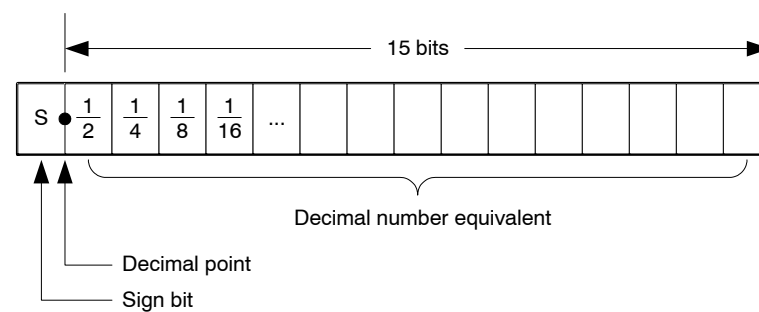 15 bits
S 1/2 1/4 1/8 1/16 ...
Decimal number equivalent
Decimal point
Sign bit